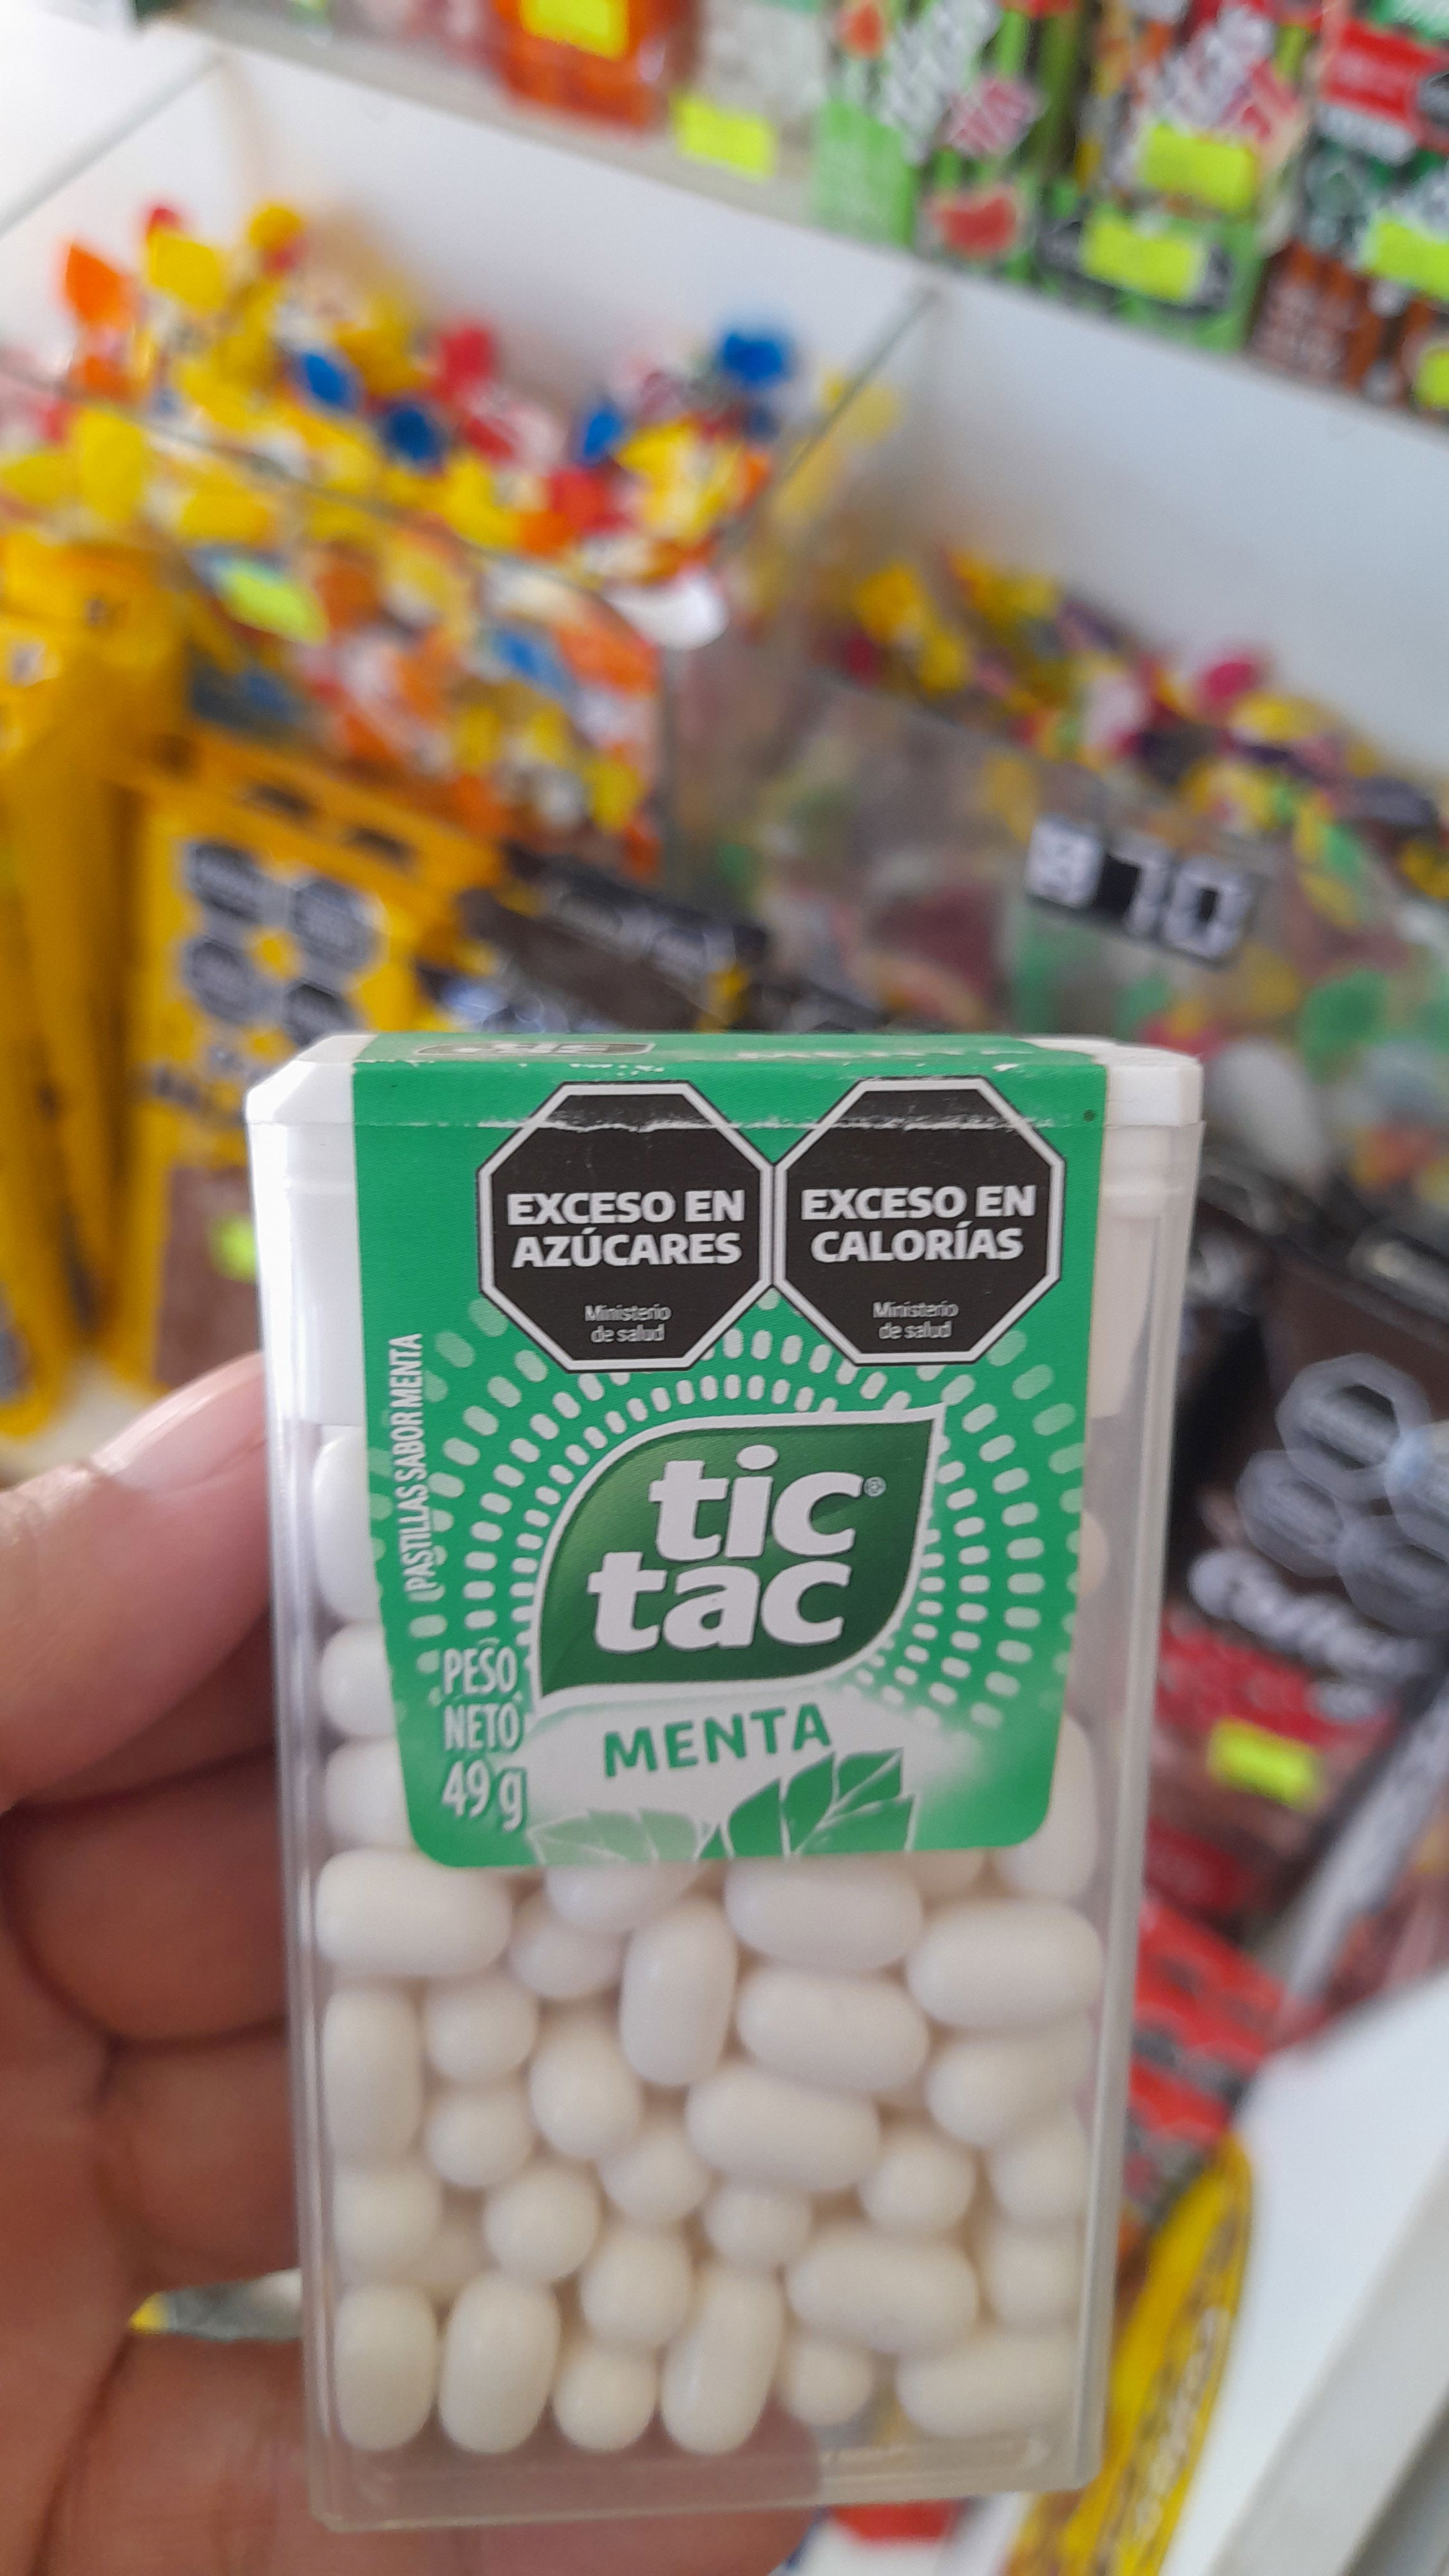 EXCESO EN
AZÚCARES
Ministerio
de salud
EXCESO EN
CALORÍAS
Ministerio
de salud
PASTILLAS SABOR MENTA
tic®
tac
MENTA
PESO
NETO
49 g